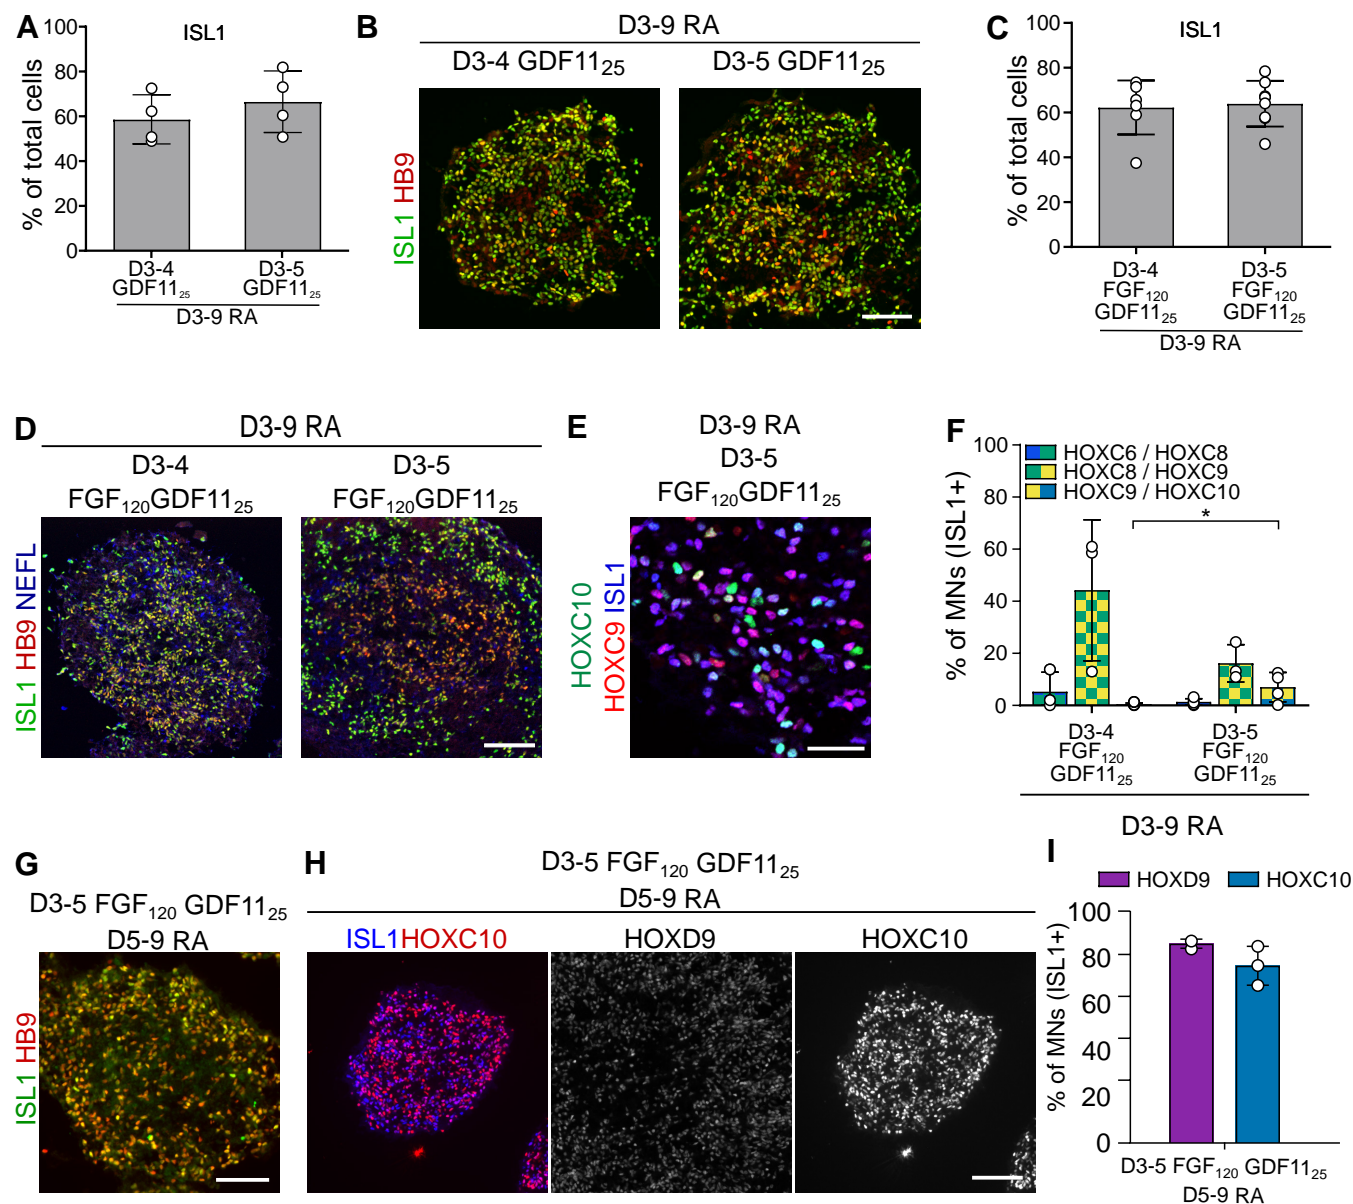 A
ISL1
% of total cells
100
80
60
40
20
0
D3-4
GDF11₂₅
D3-5
GDF11₂₅
D3-9 RA
B
D3-9 RA
D3-4 GDF11₂₅
D3-5 GDF11₂₅
ISL1 HB9
C
ISL1
% of total cells
100
80
60
40
20
0
D3-4
FGF₁₂₀
GDF11₂₅
D3-5
FGF₁₂₀
GDF11₂₅
D3-9 RA
D
D3-9 RA
D3-4
FGF₁₂₀GDF11₂₅
D3-5
FGF₁₂₀GDF11₂₅
ISL1 HB9 NEFL
E
D3-9 RA
D3-5
FGF₁₂₀GDF11₂₅
HOXC10
HOXC9 ISL1
F
% of MNs (ISL1+)
100
80
60
40
20
0
HOXC6 / HOXC8
HOXC8 / HOXC9
HOXC9 / HOXC10
*
D3-4
FGF₁₂₀
GDF11₂₅
D3-5
FGF₁₂₀
GDF11₂₅
D3-9 RA
G
D3-5 FGF₁₂₀ GDF11₂₅
D5-9 RA
ISL1 HB9
H
D3-5 FGF₁₂₀ GDF11₂₅
D5-9 RA
ISL1HOXC10
HOXD9
HOXC10
I
HOXD9
HOXC10
% of MNs (ISL1+)
100
80
60
40
20
0
D3-5 FGF₁₂₀ GDF11₂₅
D5-9 RA